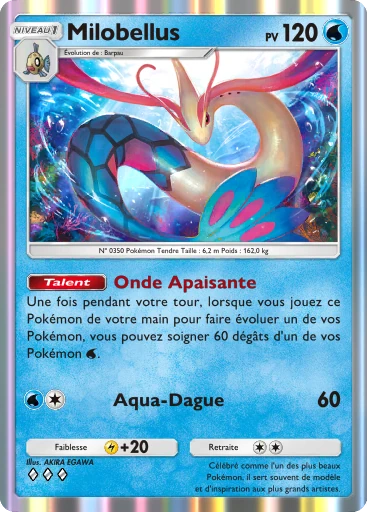 NIVEAU 1
Milobellus
PV 120
Évolution de : Barpau
N° 0350 Pokémon Tendre Taille : 6,2 m Poids : 162,0 kg
Talent Onde Apaisante
Une fois pendant votre tour, lorsque vous jouez ce
Pokémon de votre main pour faire évoluer un de vos
Pokémon, vous pouvez soigner 60 dégâts d'un de vos
Pokémon .
Aqua-Dague 60
Faiblesse +20 Retraite
Illus. AKIRA EGAWA
Célébré comme l'un des plus beaux
Pokémon, il sert souvent de modèle
et d'inspiration aux plus grands artistes.